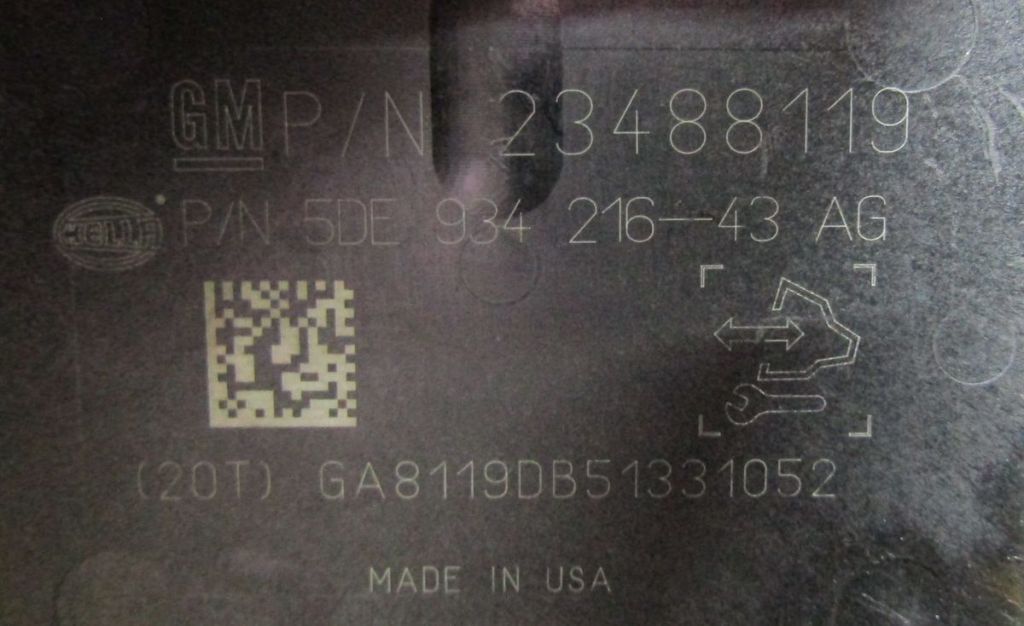 GM P/N 23488119
HELLA P/N 5DE 934 216-43 AG
(20T) GA8119DB51331052
MADE IN USA